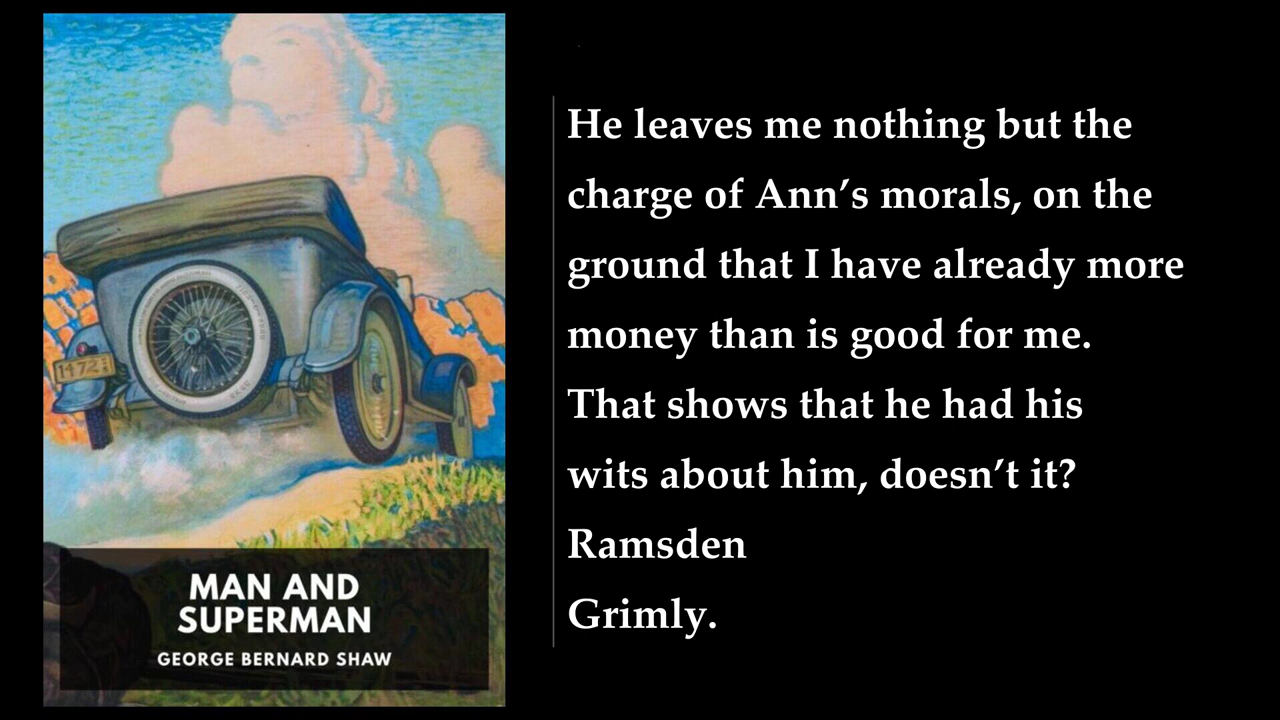 He leaves me nothing but the
charge of Ann’s morals, on the
ground that I have already more
money than is good for me.
That shows that he had his
wits about him, doesn’t it?
Ramsden
Grimly.
1472
MAN AND
SUPERMAN
GEORGE BERNARD SHAW